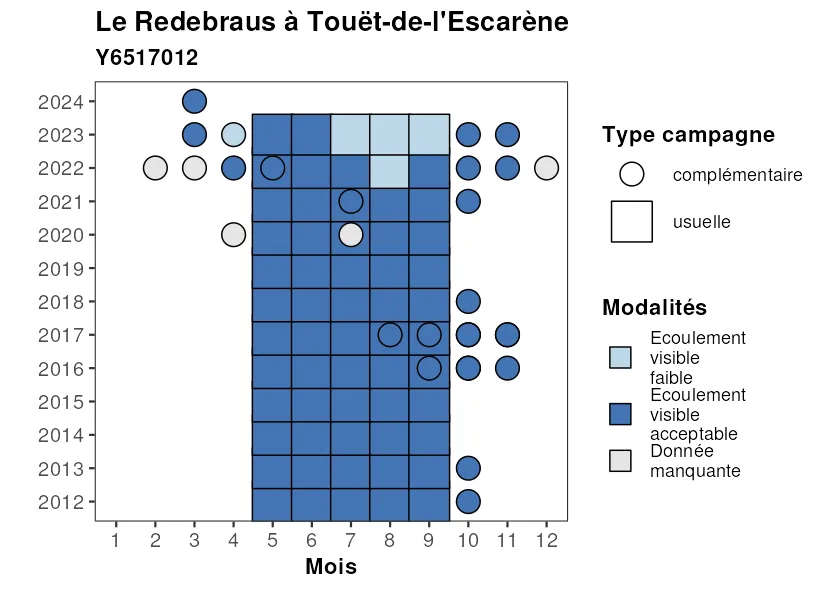 Le Redebraus à Touët-de-l'Escarène
Y6517012
2024
2023
2022
2021
2020
2019
2018
2017
2016
2015
2014
2013
2012
1 2 3 4 5 6 7 8 9 10 11 12
Mois
Type campagne
complémentaire
usuelle
Modalités
Ecoulement
visible
faible
Ecoulement
visible
acceptable
Donnée
manquante